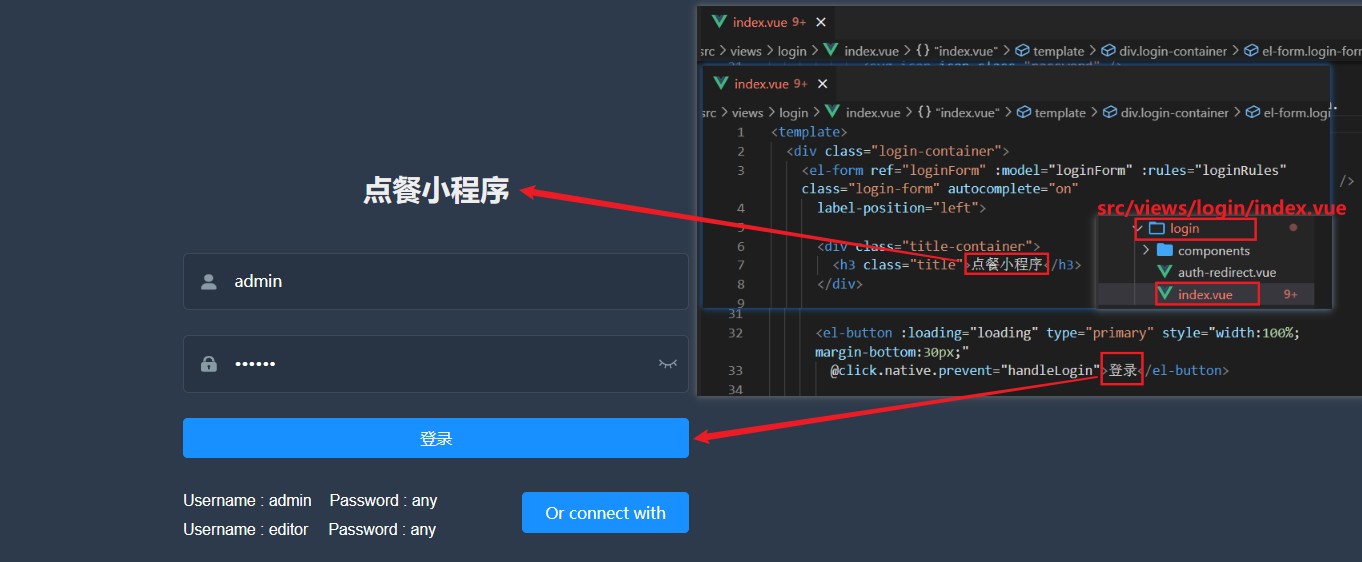 点餐小程序
admin
••••••
登录
Username : admin Password : any
Username : editor Password : any
Or connect with
index.vue 9+ ×
src > views > login > index.vue > {} "index.vue" > template > div.login-container > el-form.login-for
index.vue 9+ ×
src > views > login > index.vue > {} "index.vue" > template > div.login-container > el-form.login
1 <template>
2 <div class="login-container">
3 <el-form ref="loginForm" :model="loginForm" :rules="loginRules"
class="login-form" autocomplete="on"
4 label-position="left">
5
6 <div class="title-container">
7 <h3 class="title">点餐小程序</h3>
8 </div>
9
/>
src/views/login/index.vue
login
components
auth-redirect.vue
index.vue 9+
31
32 <el-button :loading="loading" type="primary" style="width:100%;
margin-bottom:30px;"
33 @click.native.prevent="handleLogin">登录</el-button>
34